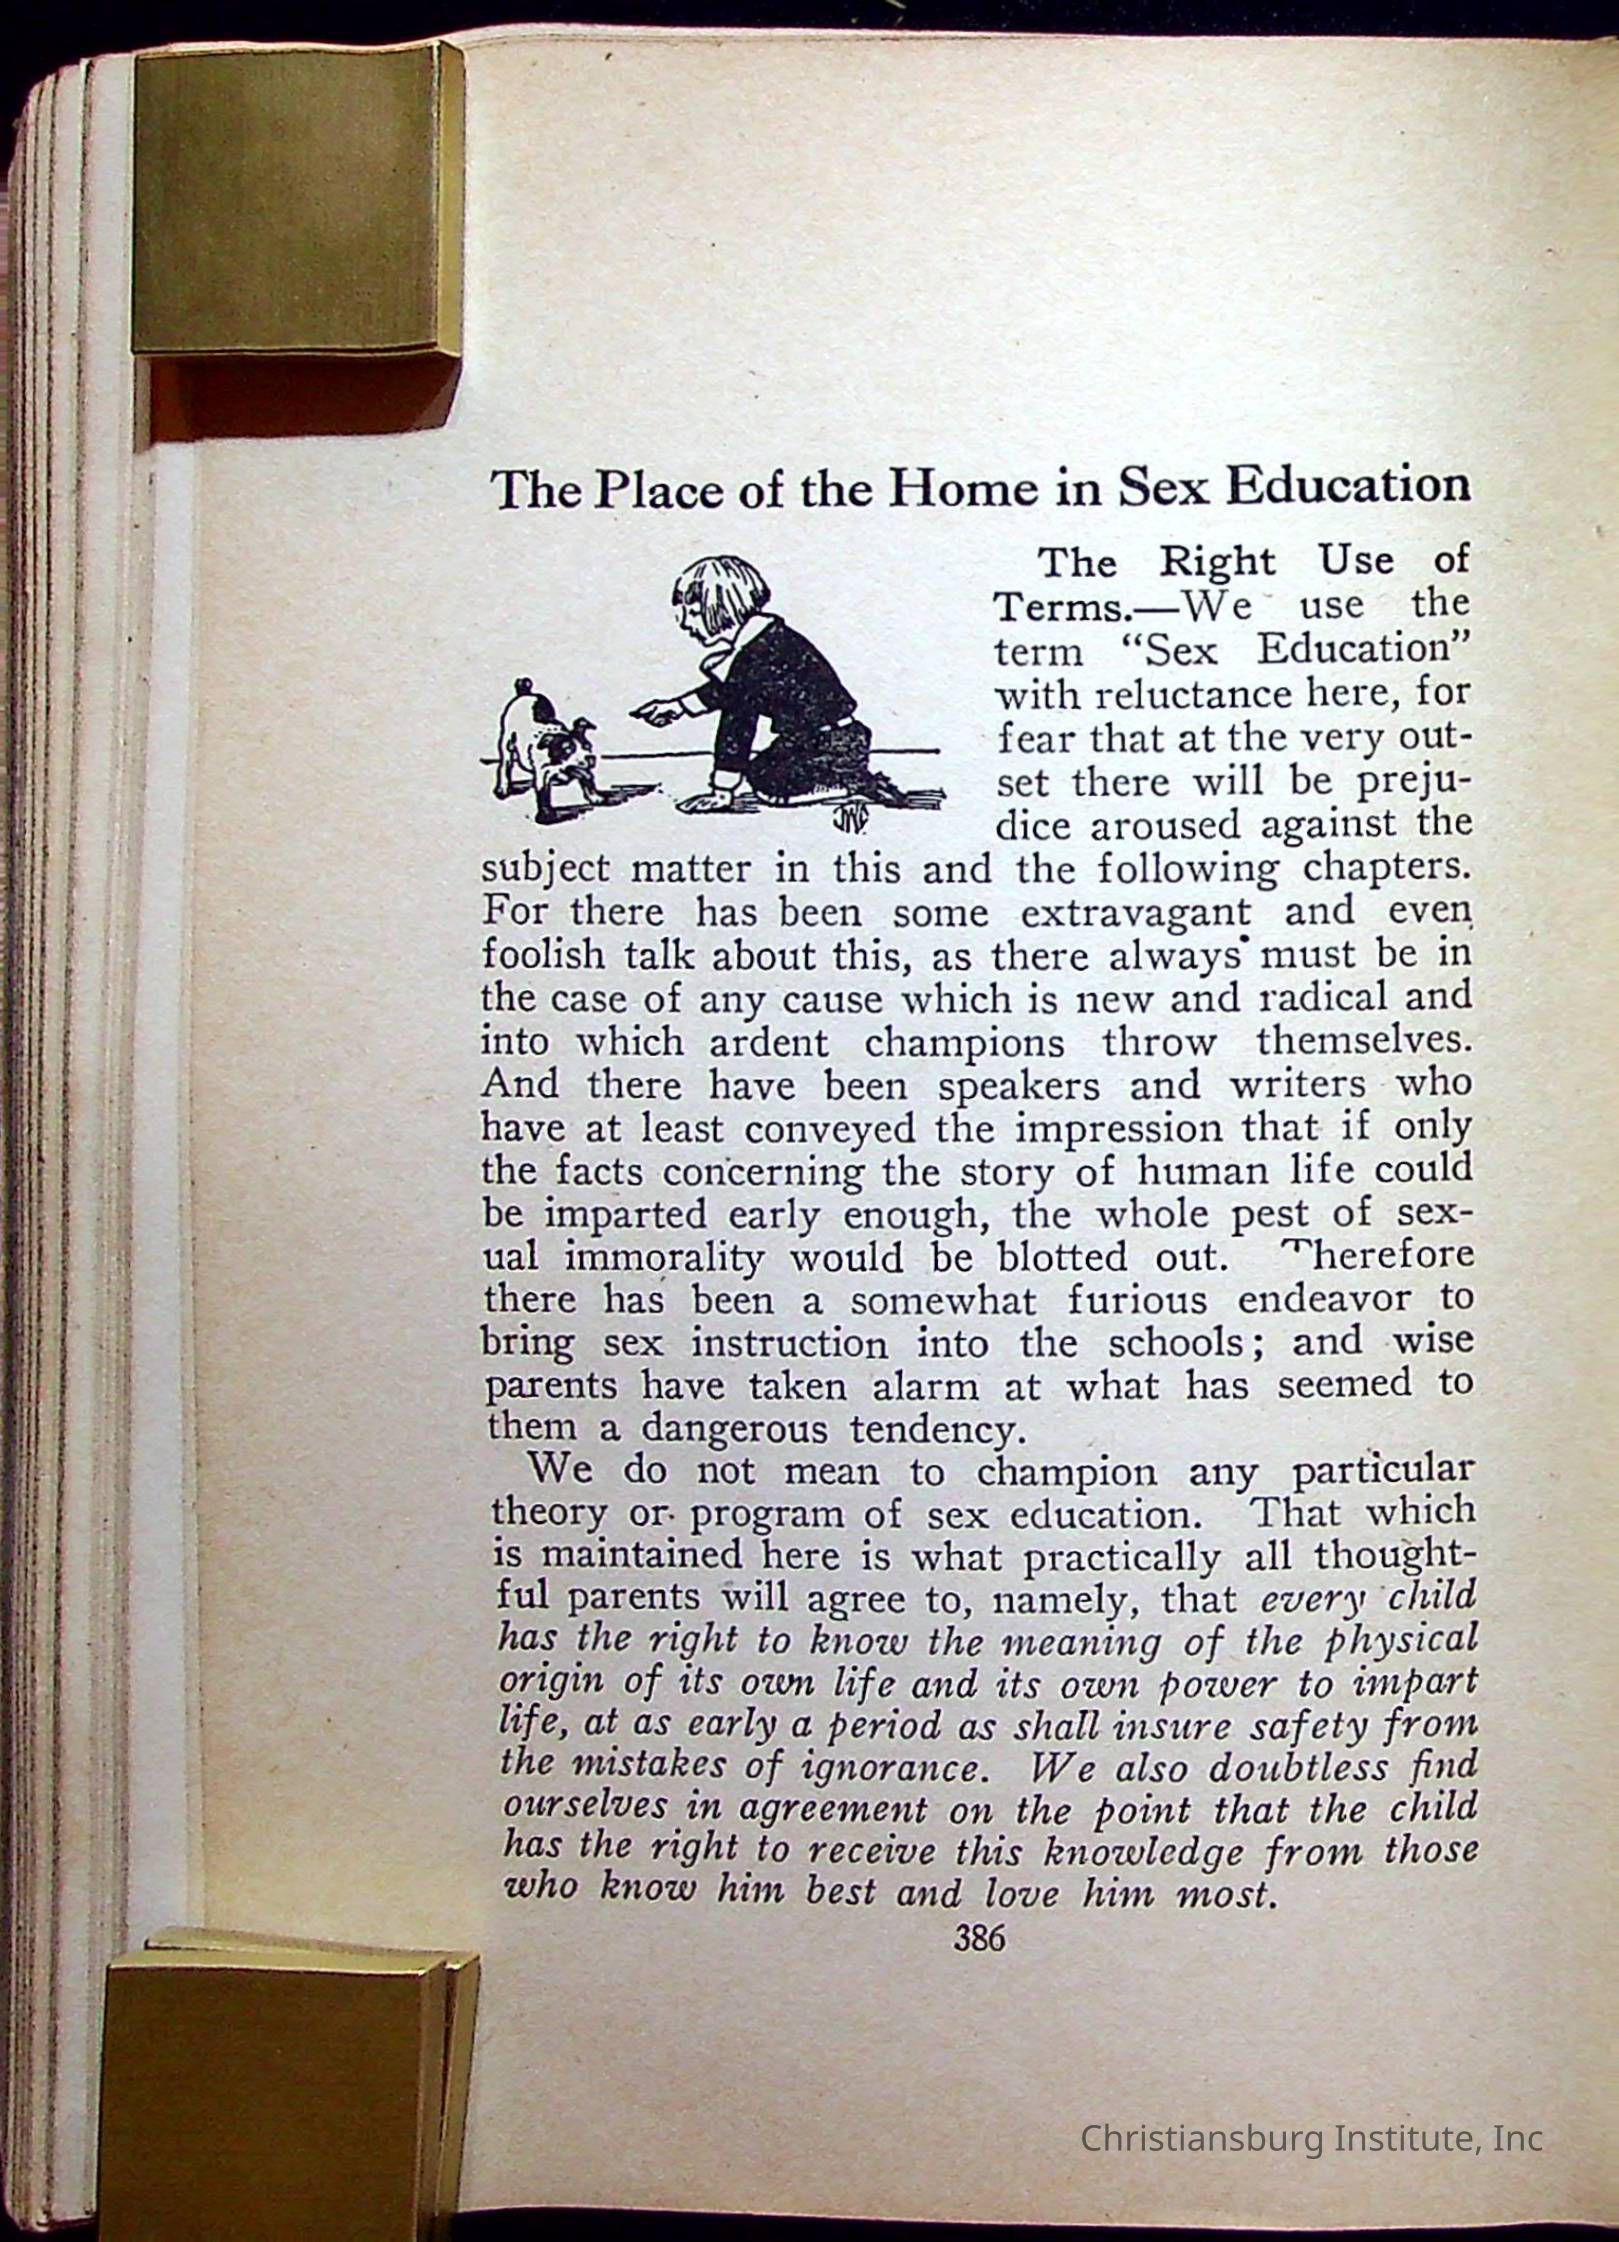 The Place of the Home in Sex Education
The Right Use of
Terms.—We use the
term “Sex Education”
with reluctance here, for
fear that at the very out-
set there will be preju-
dice aroused against the
subject matter in this and the following chapters.
For there has been some extravagant and even
foolish talk about this, as there always must be in
the case of any cause which is new and radical and
into which ardent champions throw themselves.
And there have been speakers and writers who
have at least conveyed the impression that if only
the facts concerning the story of human life could
be imparted early enough, the whole pest of sex-
ual immorality would be blotted out. Therefore
there has been a somewhat furious endeavor to
bring sex instruction into the schools; and wise
parents have taken alarm at what has seemed to
them a dangerous tendency.
We do not mean to champion any particular
theory or program of sex education. That which
is maintained here is what practically all thought-
ful parents will agree to, namely, that every child
has the right to know the meaning of the physical
origin of its own life and its own power to impart
life, at as early a period as shall insure safety from
the mistakes of ignorance. We also doubtless find
ourselves in agreement on the point that the child
has the right to receive this knowledge from those
who know him best and love him most.
386
Christiansburg Institute, Inc